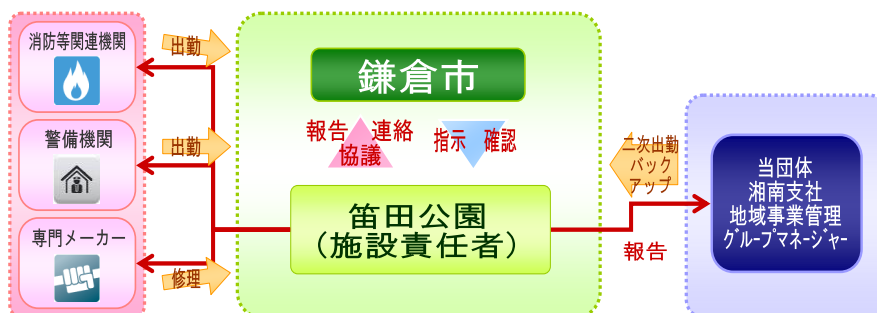 消防等関連機関
出勤
警備機関
出勤
専門メーカー
修理
鎌倉市
報告 連絡
協議
指示 確認
笛田公園
（施設責任者）
二次出勤
バック
アップ
報告
当団体
湘南支社
地域事業管理
グループマネージャー